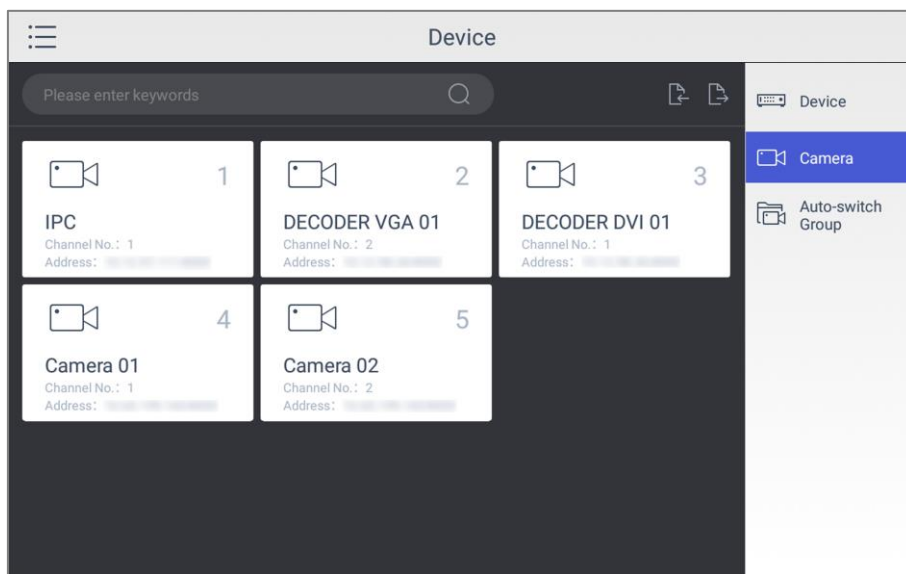 Device
Please enter keywords
Device
Camera
Auto-switch
Group
1
IPC
Channel No.: 1
Address:
2
DECODER VGA 01
Channel No.: 2
Address:
3
DECODER DVI 01
Channel No.: 1
Address:
4
Camera 01
Channel No.: 1
Address:
5
Camera 02
Channel No.: 2
Address: